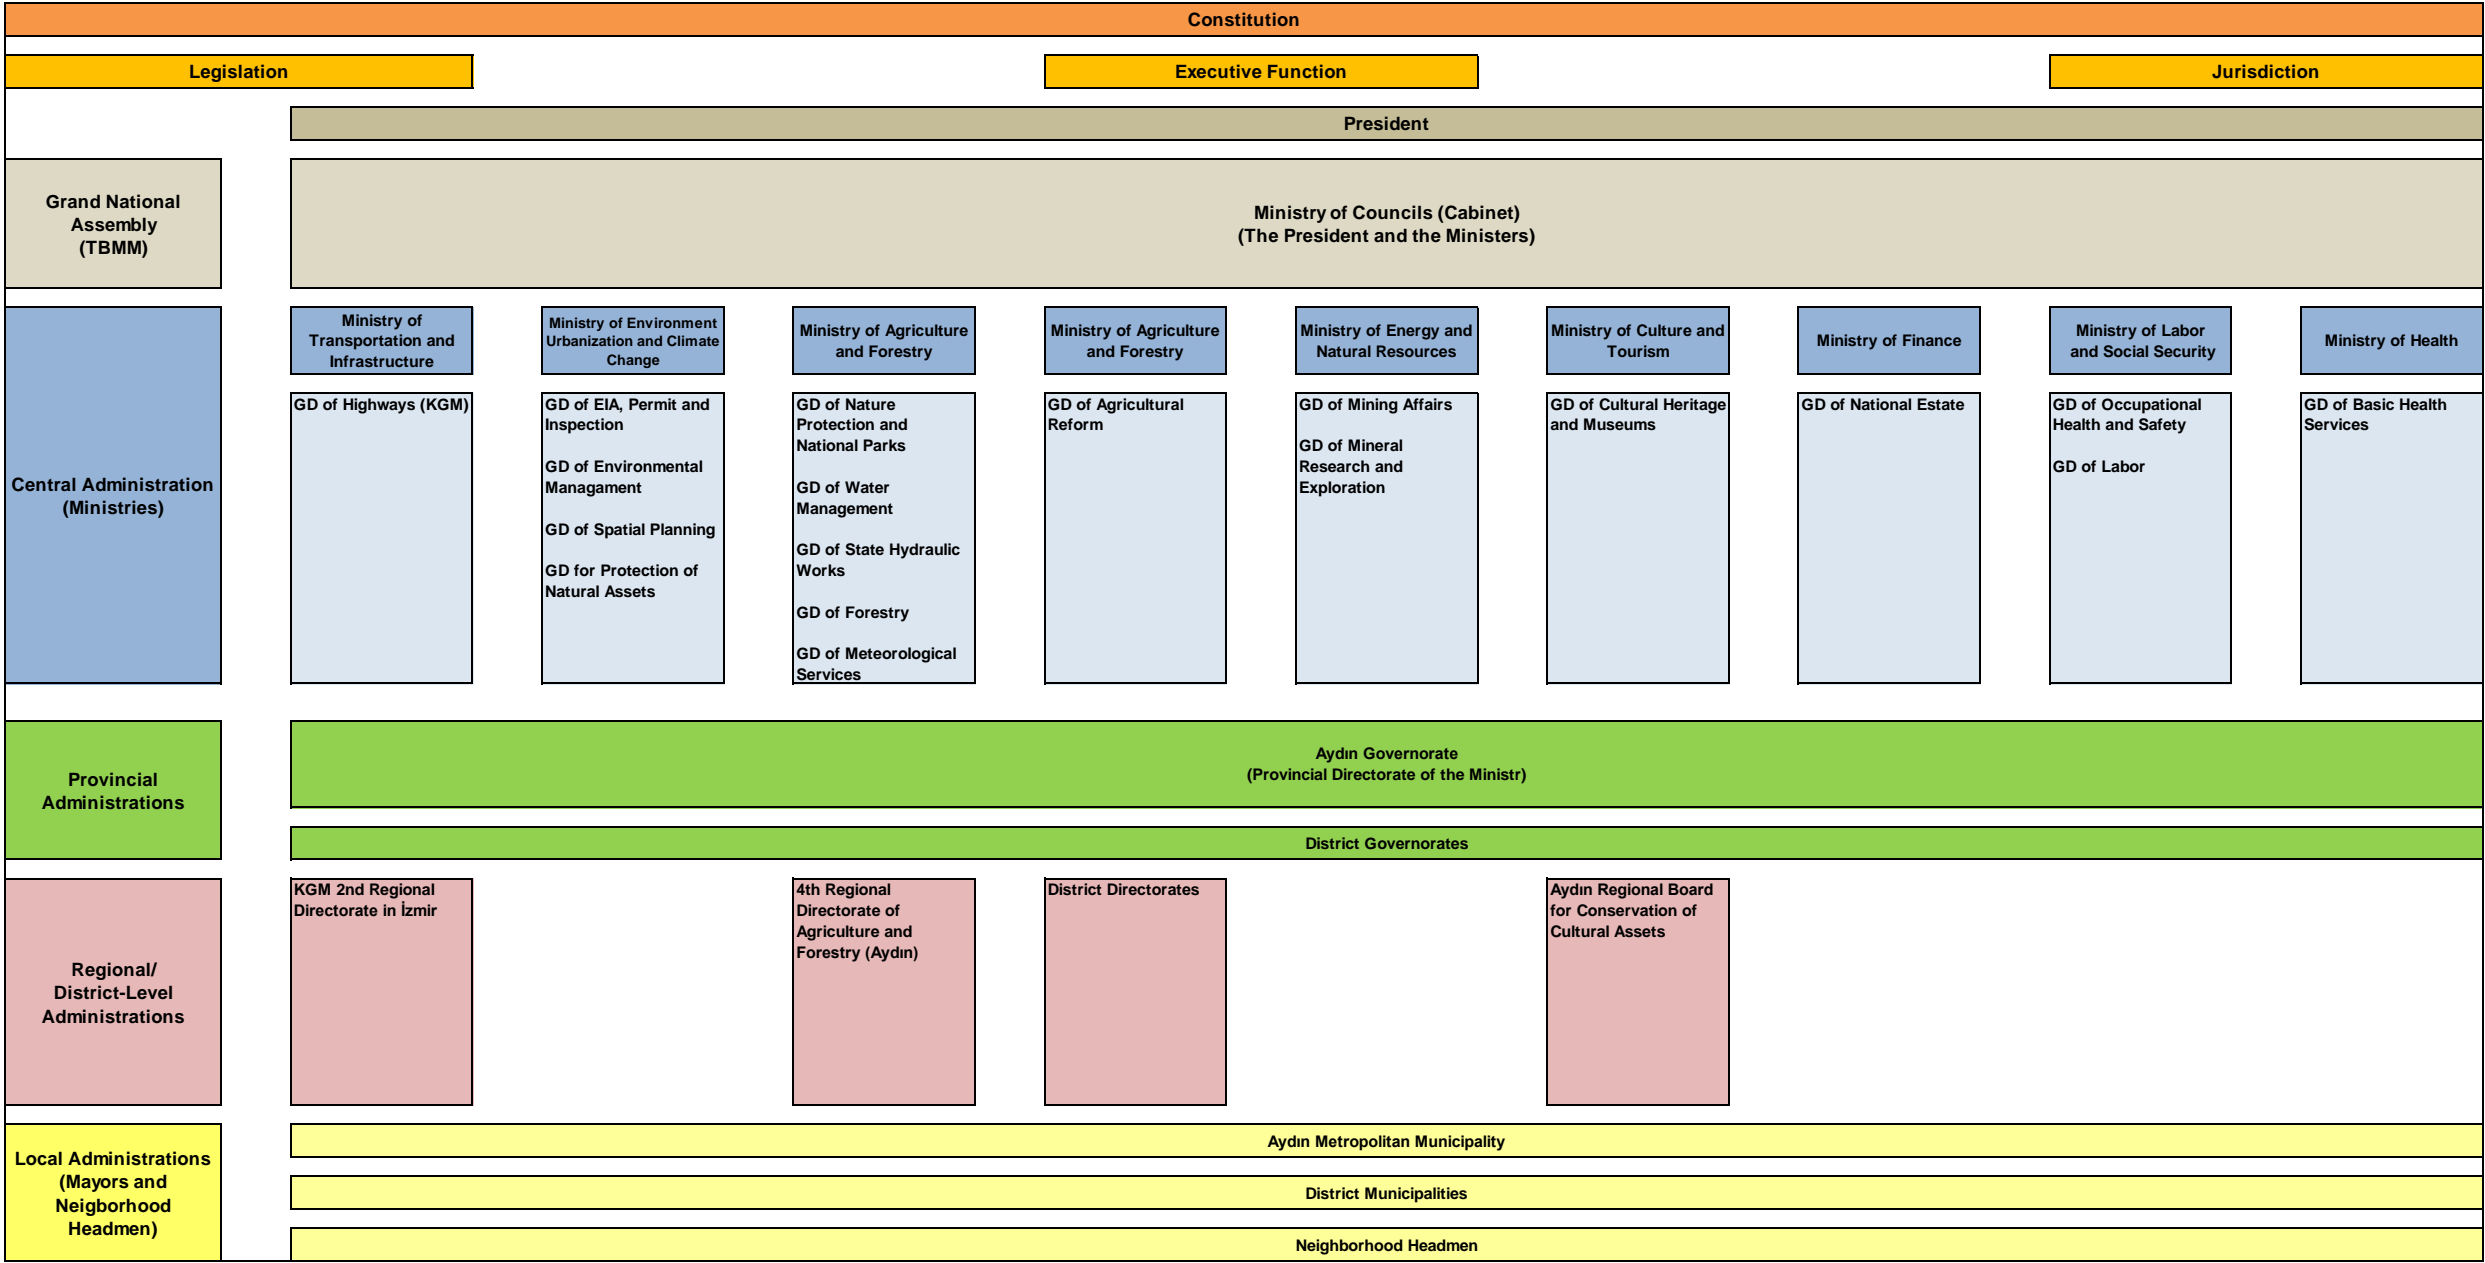 Constitution
Legislation
Executive Function
Jurisdiction
President
Grand National
Assembly
(TBMM)
Ministry of Councils (Cabinet)
(The President and the Ministers)
Central Administration
(Ministries)
Ministry of
Transportation and
Infrastructure
Ministry of Environment
Urbanization and Climate
Change
Ministry of Agriculture
and Forestry
Ministry of Agriculture
and Forestry
Ministry of Energy and
Natural Resources
Ministry of Culture and
Tourism
Ministry of Finance
Ministry of Labor
and Social Security
Ministry of Health
GD of Highways (KGM)
GD of EIA, Permit and
Inspection
GD of Environmental
Managament
GD of Spatial Planning
GD for Protection of
Natural Assets
GD of Nature
Protection and
National Parks
GD of Water
Management
GD of State Hydraulic
Works
GD of Forestry
GD of Meteorological
Services
GD of Agricultural
Reform
GD of Mining Affairs
GD of Mineral
Research and
Exploration
GD of Cultural Heritage
and Museums
GD of National Estate
GD of Occupational
Health and Safety
GD of Labor
GD of Basic Health
Services
Provincial
Administrations
Aydın Governorate
(Provincial Directorate of the Ministr)
District Governorates
Regional/
District-Level
Administrations
KGM 2nd Regional
Directorate in İzmir
4th Regional
Directorate of
Agriculture and
Forestry (Aydın)
District Directorates
Aydın Regional Board
for Conservation of
Cultural Assets
Local Administrations
(Mayors and
Neigborhood
Headmen)
Aydın Metropolitan Municipality
District Municipalities
Neighborhood Headmen